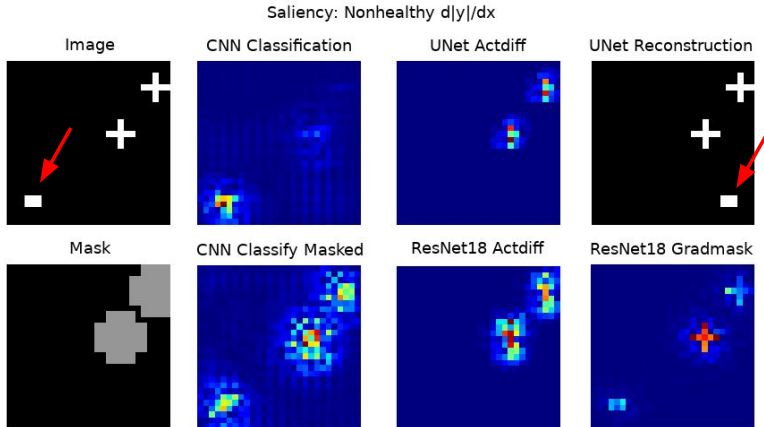 Saliency: Nonhealthy d|y|/dx
Image
CNN Classification
UNet Actdiff
UNet Reconstruction
Mask
CNN Classify Masked
ResNet18 Actdiff
ResNet18 Gradmask